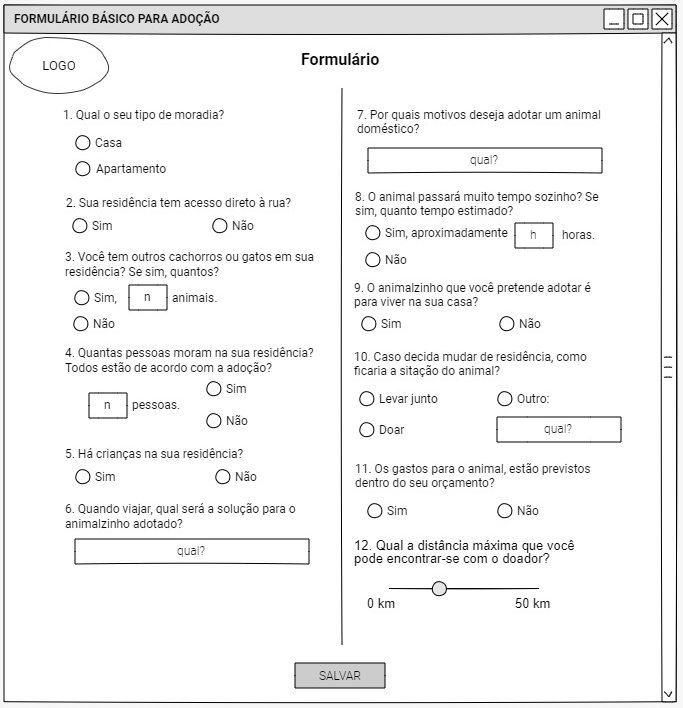 FORMULÁRIO BÁSICO PARA ADOÇÃO
LOGO
Formulário
1. Qual o seu tipo de moradia?
Casa
Apartamento
2. Sua residência tem acesso direto à rua?
Sim Não
3. Você tem outros cachorros ou gatos em sua
residência? Se sim, quantos?
Sim, n animais.
Não
4. Quantas pessoas moram na sua residência?
Todos estão de acordo com a adoção?
Sim
n pessoas.
Não
5. Há crianças na sua residência?
Sim Não
6. Quando viajar, qual será a solução para o
animalzinho adotado?
qual?
7. Por quais motivos deseja adotar um animal
doméstico?
qual?
8. O animal passará muito tempo sozinho? Se
sim, quanto tempo estimado?
Sim, aproximadamente h horas.
Não
9. O animalzinho que você pretende adotar é
para viver na sua casa?
Sim Não
10. Caso decida mudar de residência, como
ficaria a sitação do animal?
Levar junto Outro:
Doar qual?
11. Os gastos para o animal, estão previstos
dentro do seu orçamento?
Sim Não
12. Qual a distância máxima que você
pode encontrar-se com o doador?
0 km 50 km
SALVAR